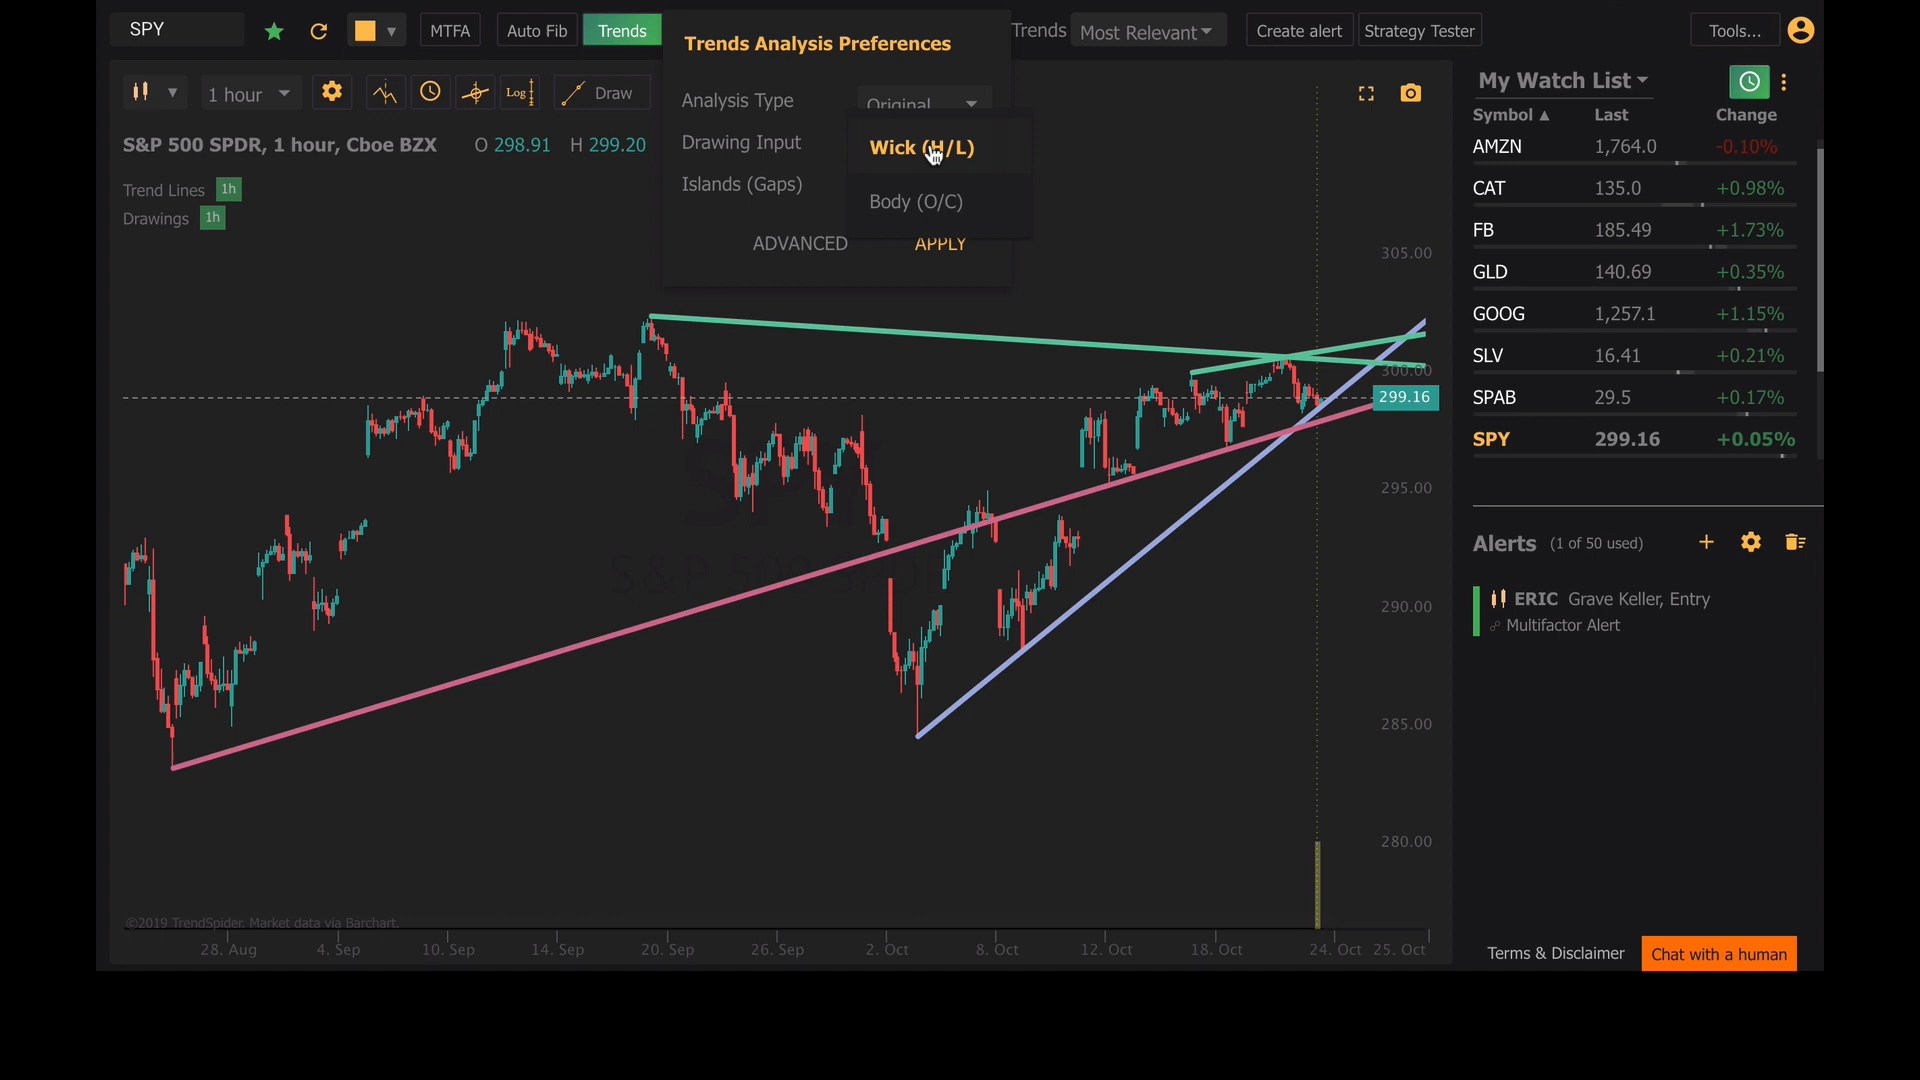 SPY
MTFA
Auto Fib
Trends
Trends
Most Relevant
Create alert
Strategy Tester
Tools...
Trends Analysis Preferences
Analysis Type
Original
Drawing Input
Wick (H/L)
Islands (Gaps)
Body (O/C)
ADVANCED
APPLY
1 hour
Log
Draw
S&P 500 SPDR, 1 hour, Cboe BZX O 298.91 H 299.20
Trend Lines 1h
Drawings 1h
305.00
300.00
299.16
295.00
290.00
285.00
280.00
S&P 500 SPDR
©2019 TrendSpider. Market data via Barchart.
28. Aug 4. Sep 10. Sep 14. Sep 20. Sep 26. Sep 2. Oct 8. Oct 12. Oct 18. Oct 24. Oct 25. Oct
My Watch List
Symbol Last Change
AMZN 1,764.0 -0.10%
CAT 135.0 +0.98%
FB 185.49 +1.73%
GLD 140.69 +0.35%
GOOG 1,257.1 +1.15%
SLV 16.41 +0.21%
SPAB 29.5 +0.17%
SPY 299.16 +0.05%
Alerts (1 of 50 used)
ERIC Grave Keller, Entry
Multifactor Alert
Terms & Disclaimer
Chat with a human